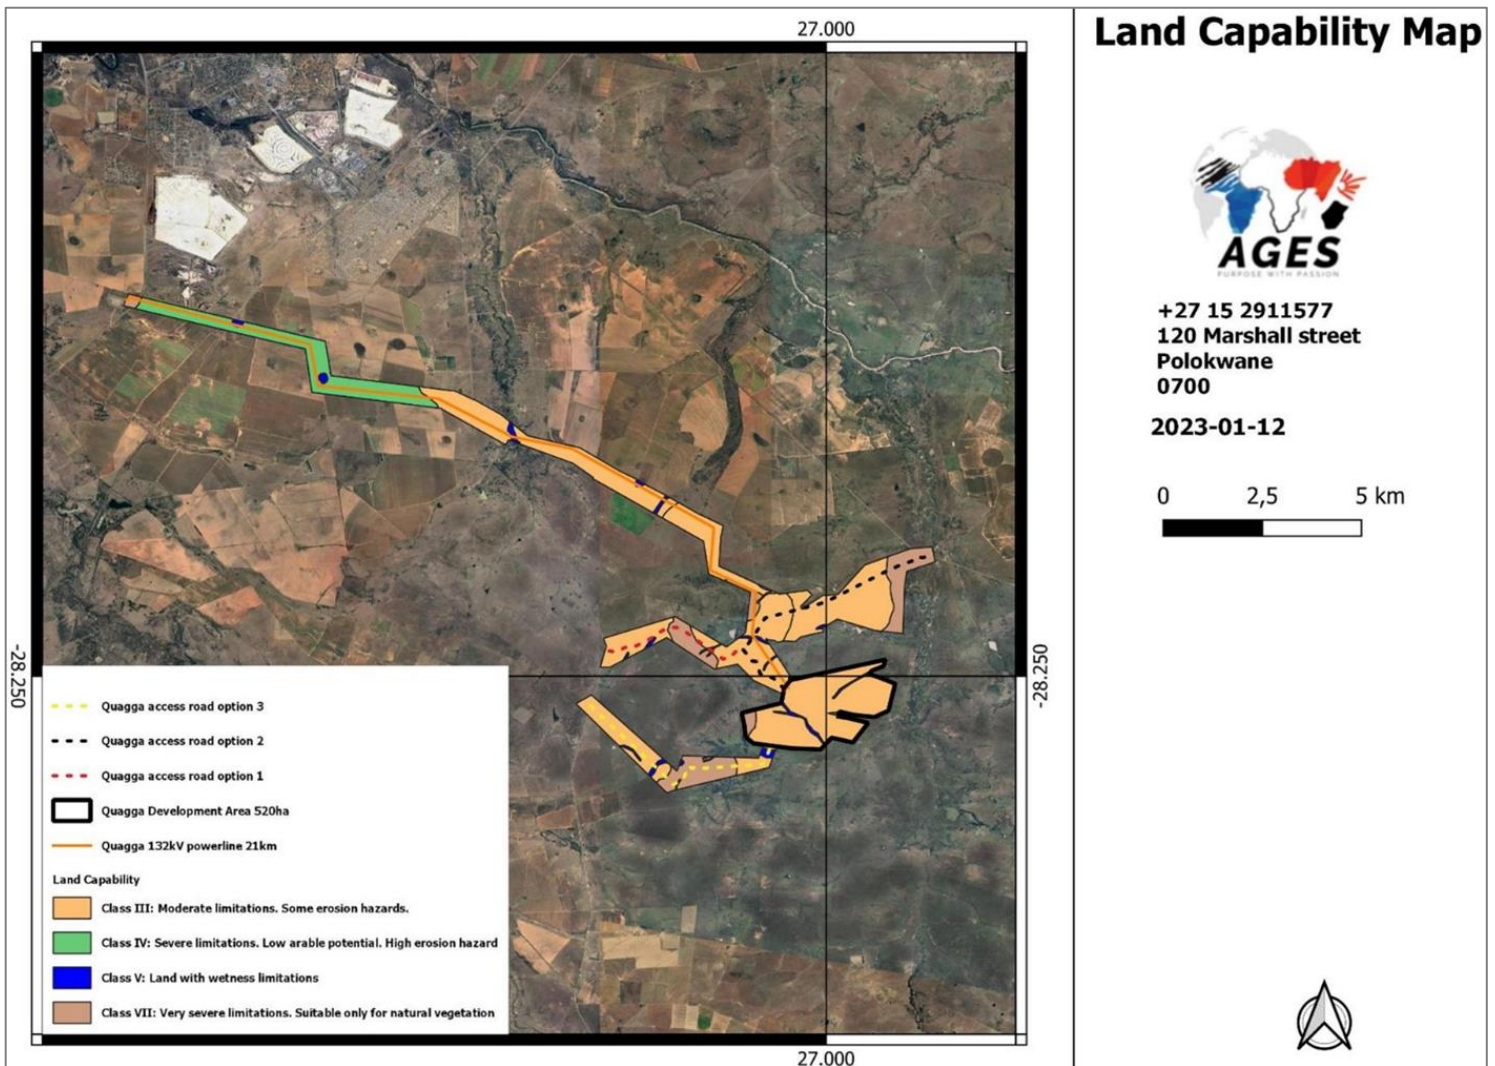 Land Capability Map
27.000
AGES
PURPOSE WITH PASSION
+27 15 2911577
120 Marshall street
Polokwane
0700
2023-01-12
0 2,5 5 km
-28.250
-28.250
Quagga access road option 3
Quagga access road option 2
Quagga access road option 1
Quagga Development Area 520ha
Quagga 132kV powerline 21km
Land Capability
Class III: Moderate limitations. Some erosion hazards.
Class IV: Severe limitations. Low arable potential. High erosion hazard
Class V: Land with wetness limitations
Class VII: Very severe limitations. Suitable only for natural vegetation
27.000